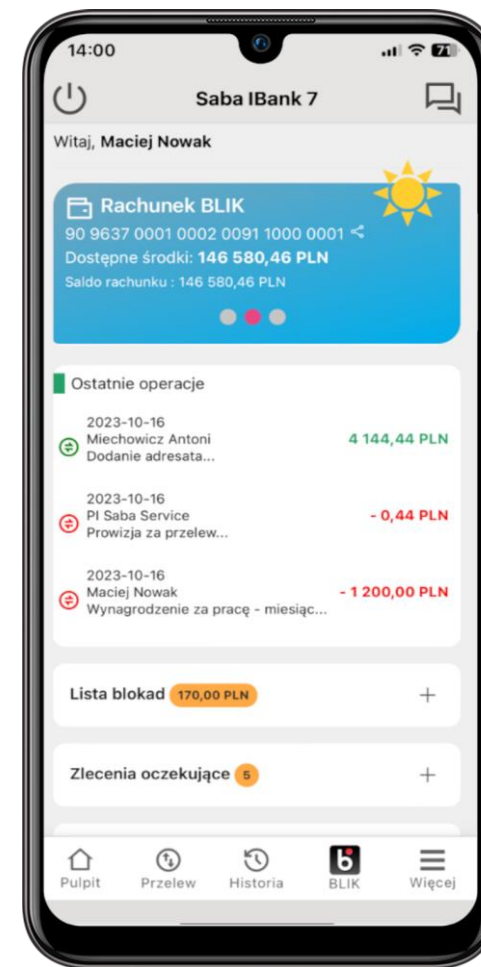 14:00
71
Saba IBank 7
Witaj, Maciej Nowak
Rachunek BLIK
90 9637 0001 0002 0091 1000 0001
Dostępne środki: 146 580,46 PLN
Saldo rachunku : 146 580,46 PLN
Ostatnie operacje
2023-10-16
Miechowicz Antoni
4 144,44 PLN
Dodanie adresata...
2023-10-16
PI Saba Service
- 0,44 PLN
Prowizja za przelew...
2023-10-16
Maciej Nowak
- 1 200,00 PLN
Wynagrodzenie za pracę - miesiąc...
Lista blokad 170,00 PLN
Zlecenia oczekujące 5
Pulpit Przelew Historia BLIK Więcej